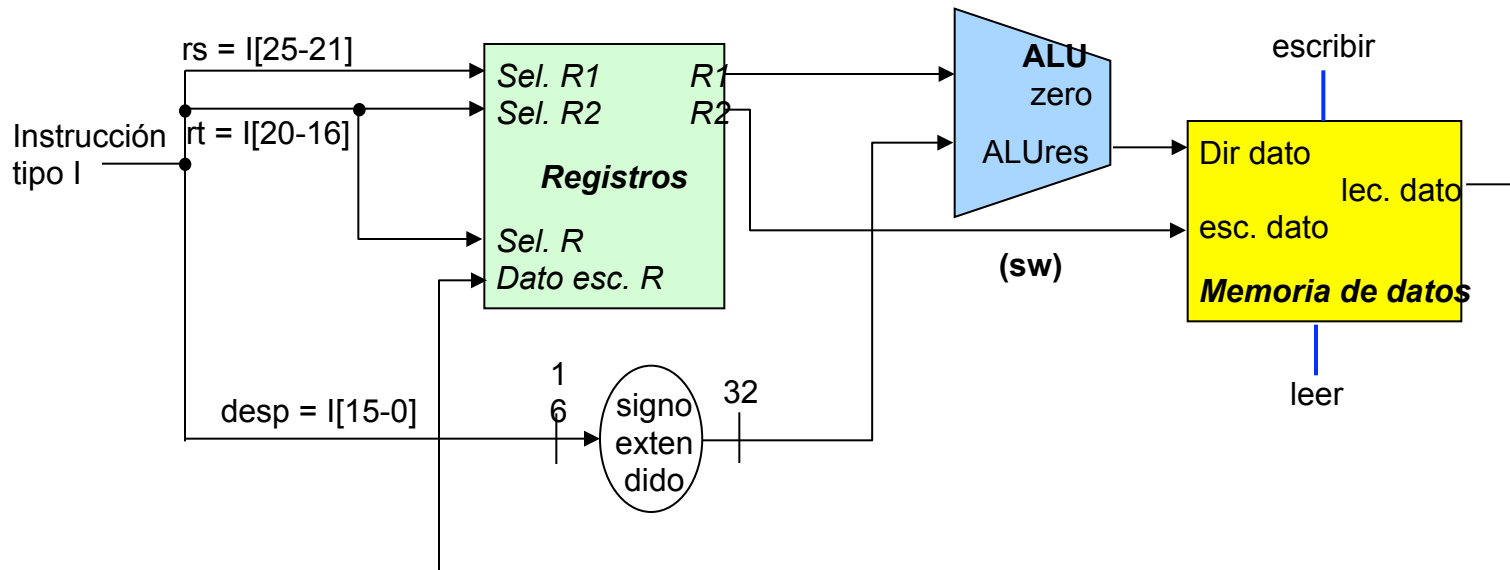 rs = I[25-21]
rt = I[20-16]
Instrucción
tipo I
Sel. R1
R1
Sel. R2
R2
Registros
Sel. R
Dato esc. R
desp = I[15-0]
1
6
signo
exten
dido
32
ALU
zero
ALUres
(sw)
escribir
Dir dato
lec. dato
esc. dato
Memoria de datos
leer